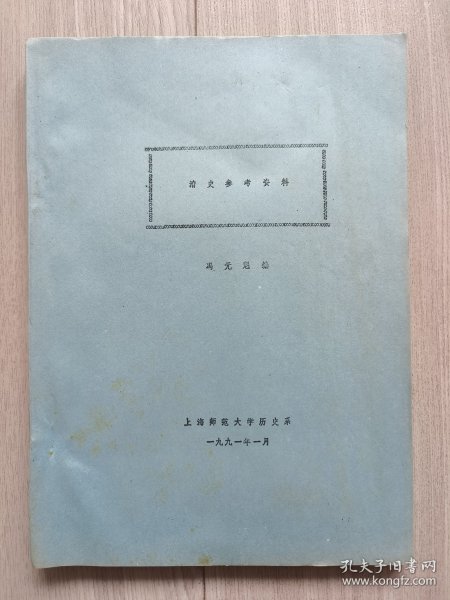 清史参考资料
冯元魁编
上海师范大学历史系
一九九一年一月
孔夫子旧书网
www.kongfz.com